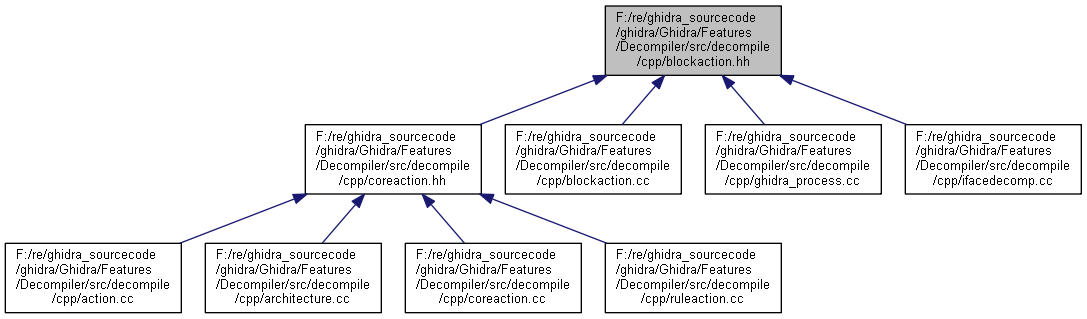 F:/re/ghidra_sourcecode
/ghidra/Ghidra/Features
/Decompiler/src/decompile
/cpp/blockaction.hh
F:/re/ghidra_sourcecode
/ghidra/Ghidra/Features
/Decompiler/src/decompile
/cpp/coreaction.hh
F:/re/ghidra_sourcecode
/ghidra/Ghidra/Features
/Decompiler/src/decompile
/cpp/blockaction.cc
F:/re/ghidra_sourcecode
/ghidra/Ghidra/Features
/Decompiler/src/decompile
/cpp/ghidra_process.cc
F:/re/ghidra_sourcecode
/ghidra/Ghidra/Features
/Decompiler/src/decompile
/cpp/ifacedecomp.cc
F:/re/ghidra_sourcecode
/ghidra/Ghidra/Features
/Decompiler/src/decompile
/cpp/action.cc
F:/re/ghidra_sourcecode
/ghidra/Ghidra/Features
/Decompiler/src/decompile
/cpp/architecture.cc
F:/re/ghidra_sourcecode
/ghidra/Ghidra/Features
/Decompiler/src/decompile
/cpp/coreaction.cc
F:/re/ghidra_sourcecode
/ghidra/Ghidra/Features
/Decompiler/src/decompile
/cpp/ruleaction.cc